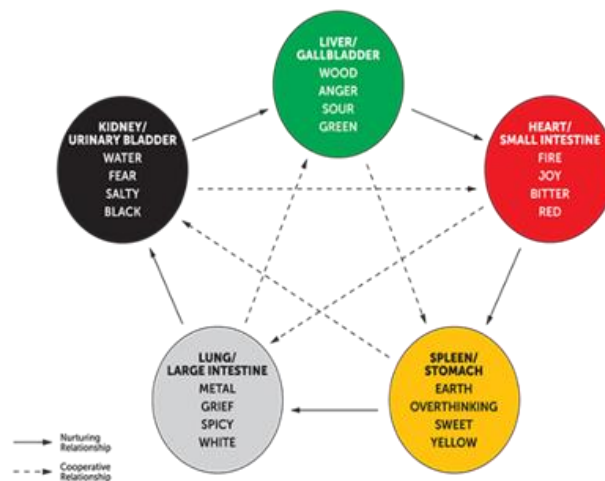 LIVER/
GALLBLADDER
WOOD
ANGER
SOUR
GREEN
KIDNEY/
URINARY BLADDER
WATER
FEAR
SALTY
BLACK
HEART/
SMALL INTESTINE
FIRE
JOY
BITTER
RED
LUNG/
LARGE INTESTINE
METAL
GRIEF
SPICY
WHITE
SPLEEN/
STOMACH
EARTH
OVERTHINKING
SWEET
YELLOW
Nurturing
Relationship
Cooperative
Relationship